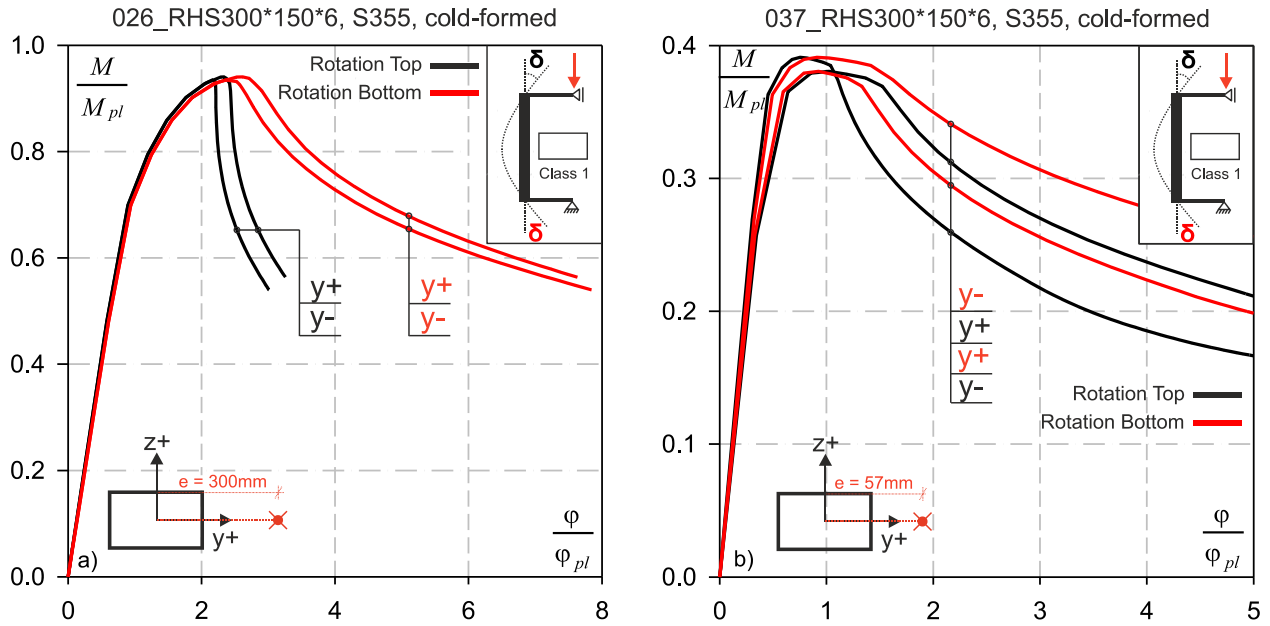 026_RHS300*150*6, S355, cold-formed
1.0
0.8
0.6
0.4
0.2
0.0
0
2
4
6
8
M
M pl
Rotation Top
Rotation Bottom
δ
Class 1
δ
y+
y-
y+
y-
z+
e = 300mm
y+
a)
φ
φ pl
037_RHS300*150*6, S355, cold-formed
0.4
0.3
0.2
0.1
0.0
0
1
2
3
4
5
M
M pl
δ
Class 1
δ
y-
y+
y+
y-
Rotation Top
Rotation Bottom
z+
e = 57mm
y+
b)
φ
φ pl